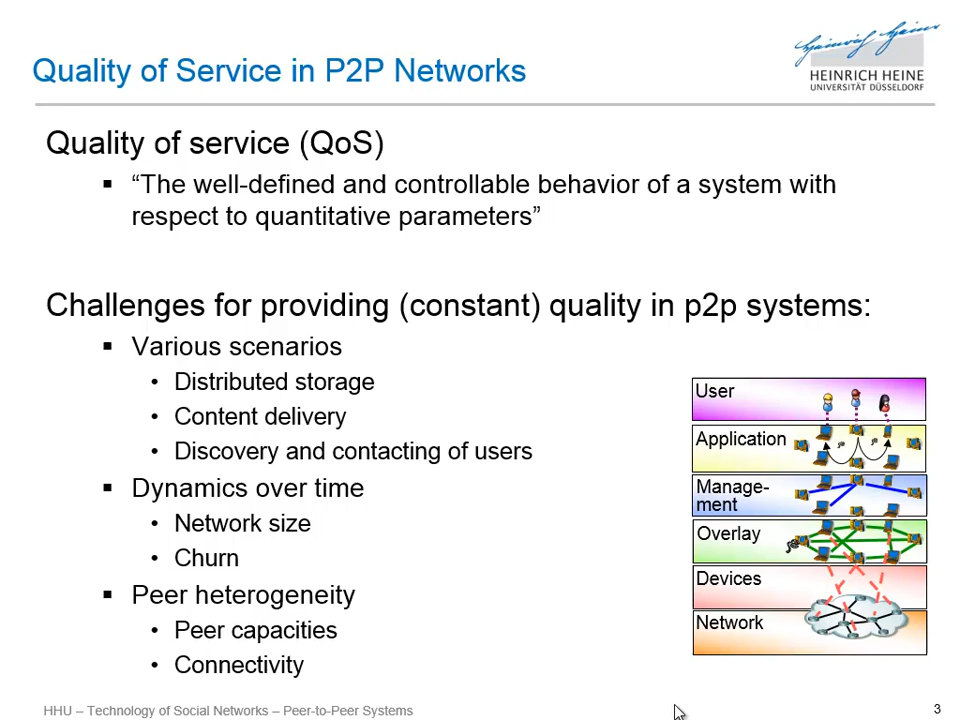 Quality of Service in P2P Networks
Heinrich Heine
HEINRICH HEINE
UNIVERSITÄT DÜSSELDORF
Quality of service (QoS)
▪ “The well-defined and controllable behavior of a system with
respect to quantitative parameters”
Challenges for providing (constant) quality in p2p systems:
▪ Various scenarios
• Distributed storage
• Content delivery
• Discovery and contacting of users
▪ Dynamics over time
• Network size
• Churn
▪ Peer heterogeneity
• Peer capacities
• Connectivity
User
Application
Manage-
ment
Overlay
Devices
Network
HHU – Technology of Social Networks – Peer-to-Peer Systems
3